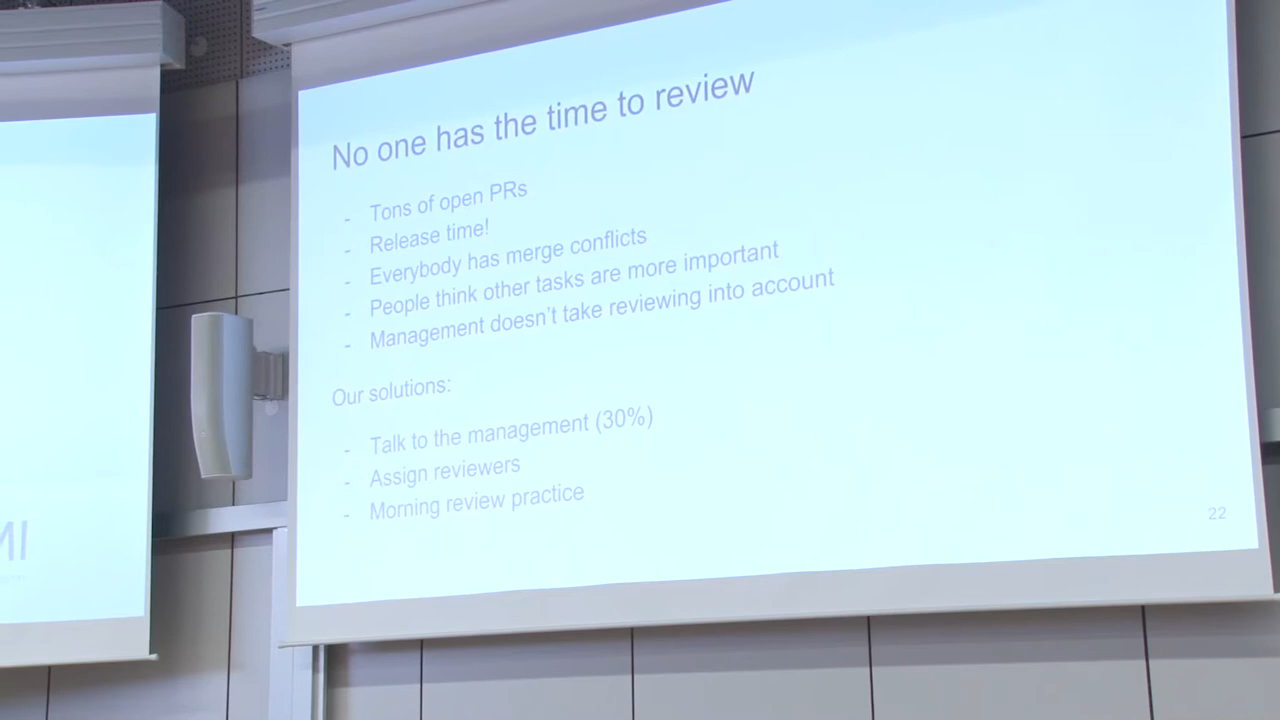 No one has the time to review
- Tons of open PRs
- Release time!
- Everybody has merge conflicts
- People think other tasks are more important
- Management doesn't take reviewing into account
Our solutions:
- Talk to the management (30%)
- Assign reviewers
- Morning review practice
22
MI